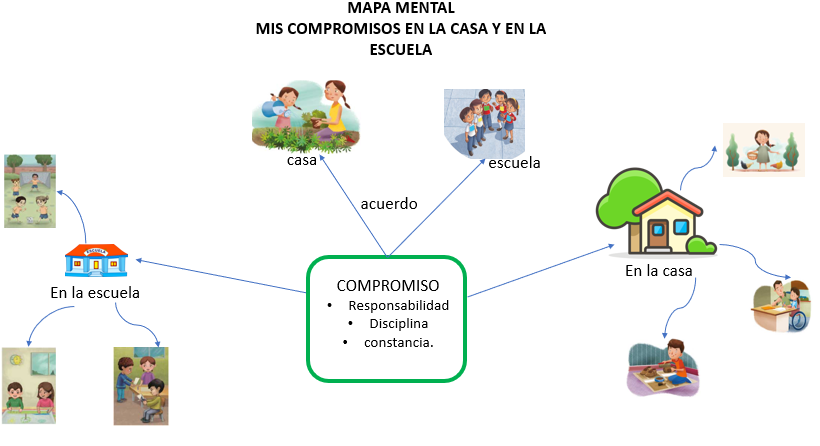 MAPA MENTAL
MIS COMPROMISOS EN LA CASA Y EN LA
ESCUELA
casa
escuela
acuerdo
ESCUELA
En la escuela
En la casa
COMPROMISO
• Responsabilidad
• Disciplina
• constancia.